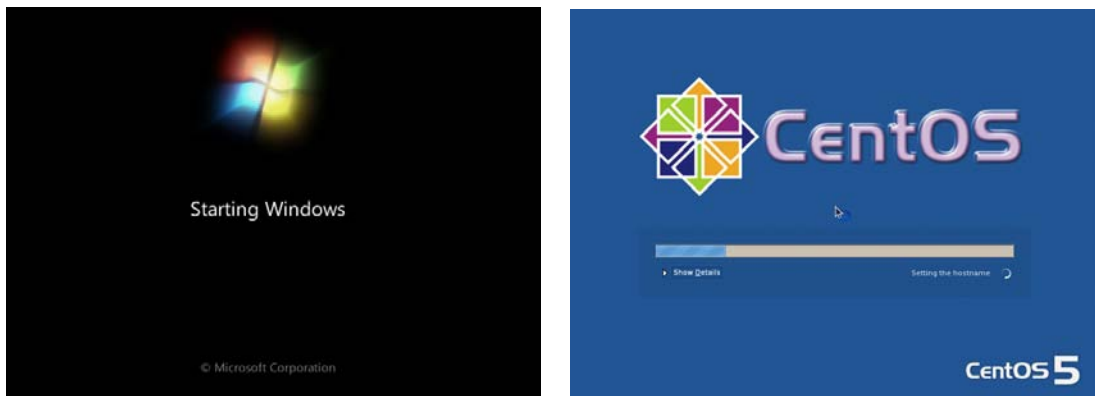 Starting Windows
© Microsoft Corporation
CentOS
Show Details
Setting the hostname
CentOS 5